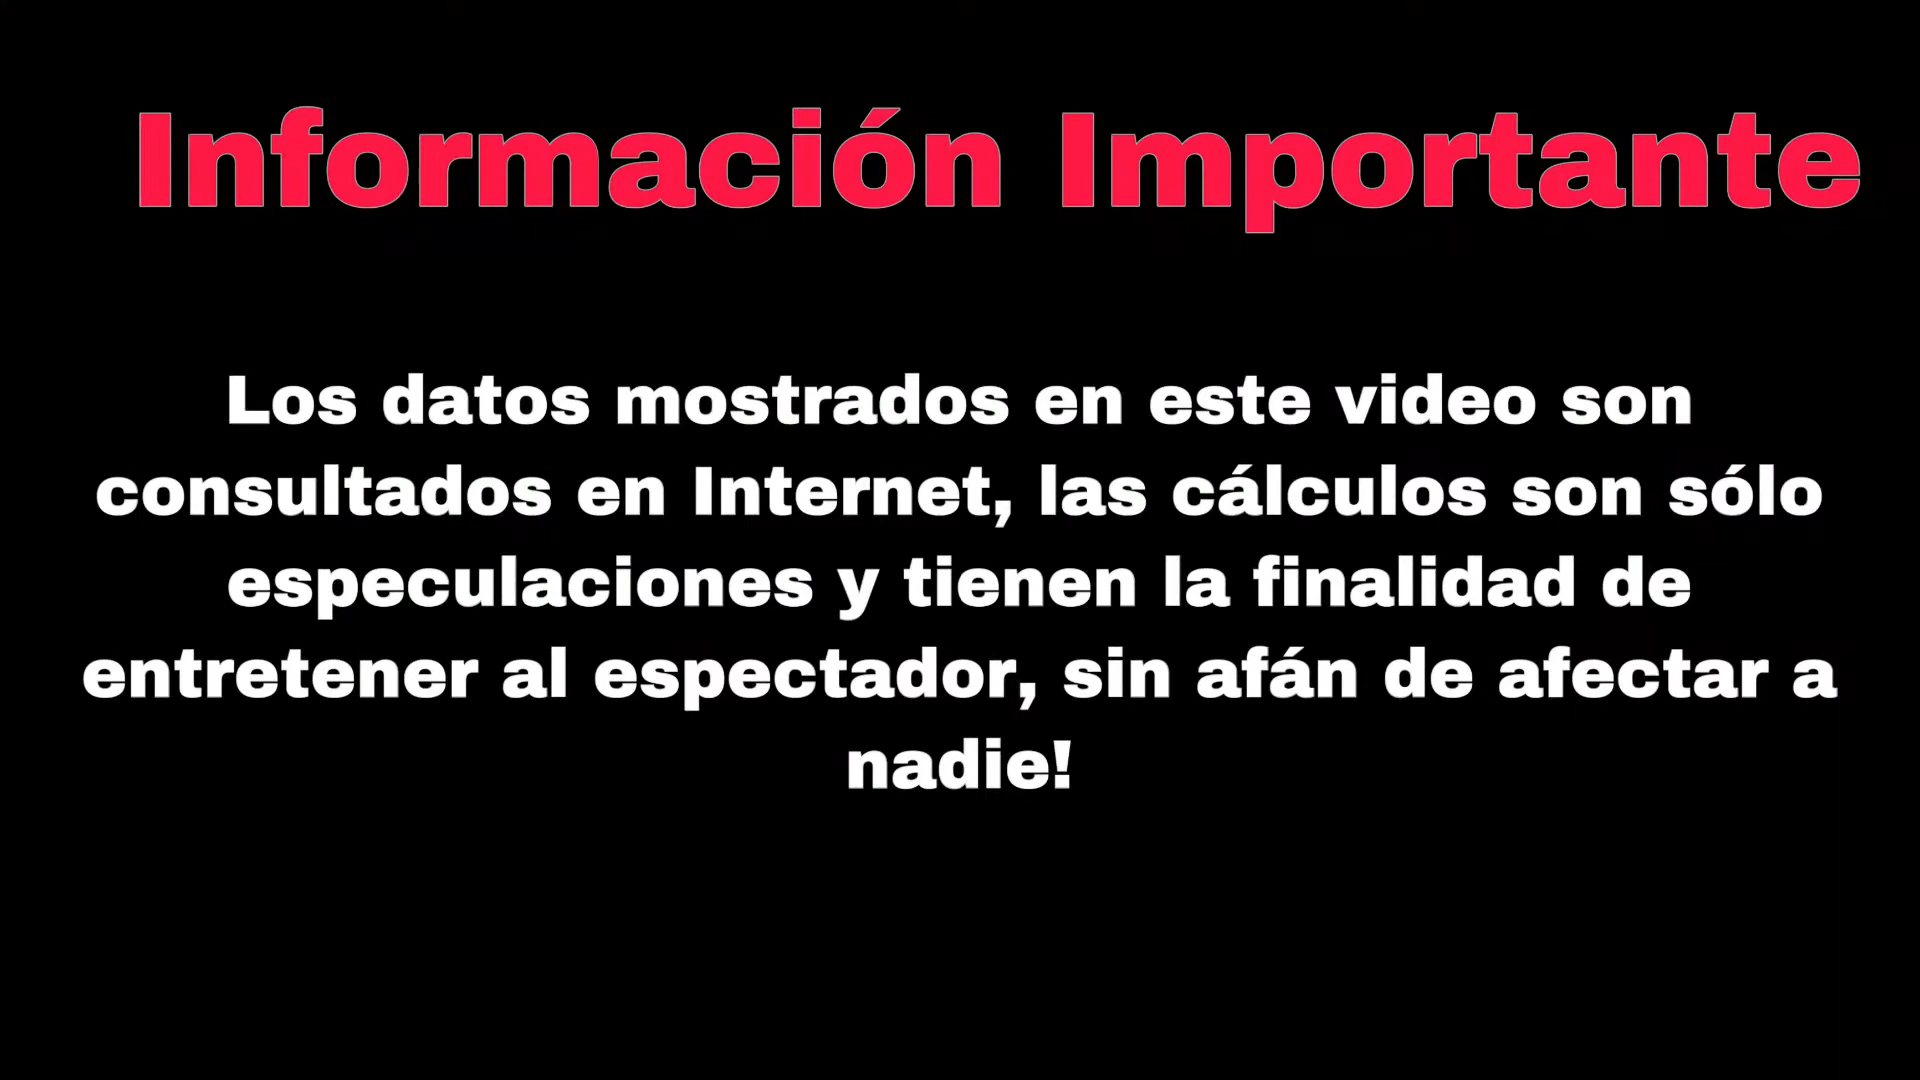 Información Importante
Los datos mostrados en este video son
consultados en Internet, las cálculos son sólo
especulaciones y tienen la finalidad de
entretener al espectador, sin afán de afectar a
nadie!